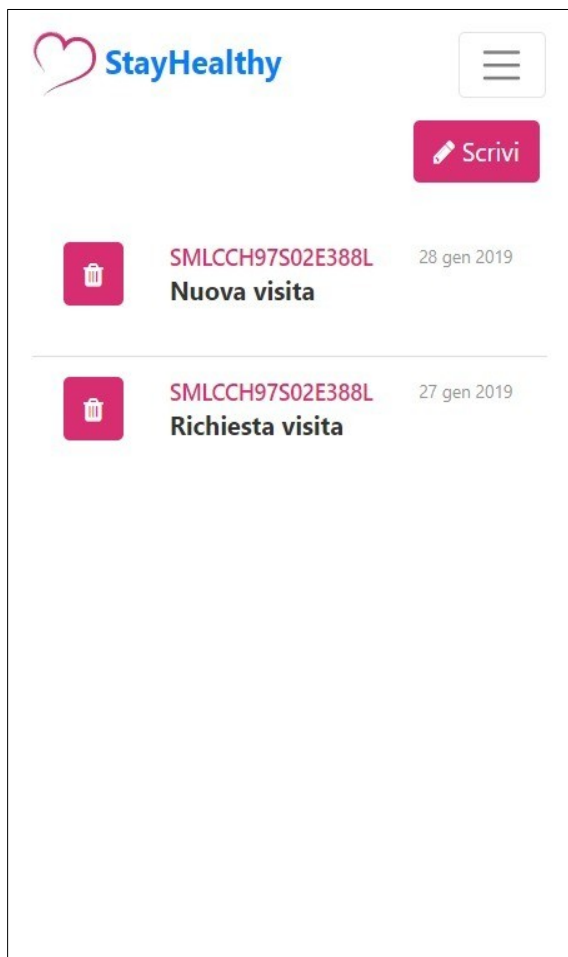 StayHealthy
Scrivi
SMLCCH97S02E388L 28 gen 2019
Nuova visita
SMLCCH97S02E388L 27 gen 2019
Richiesta visita